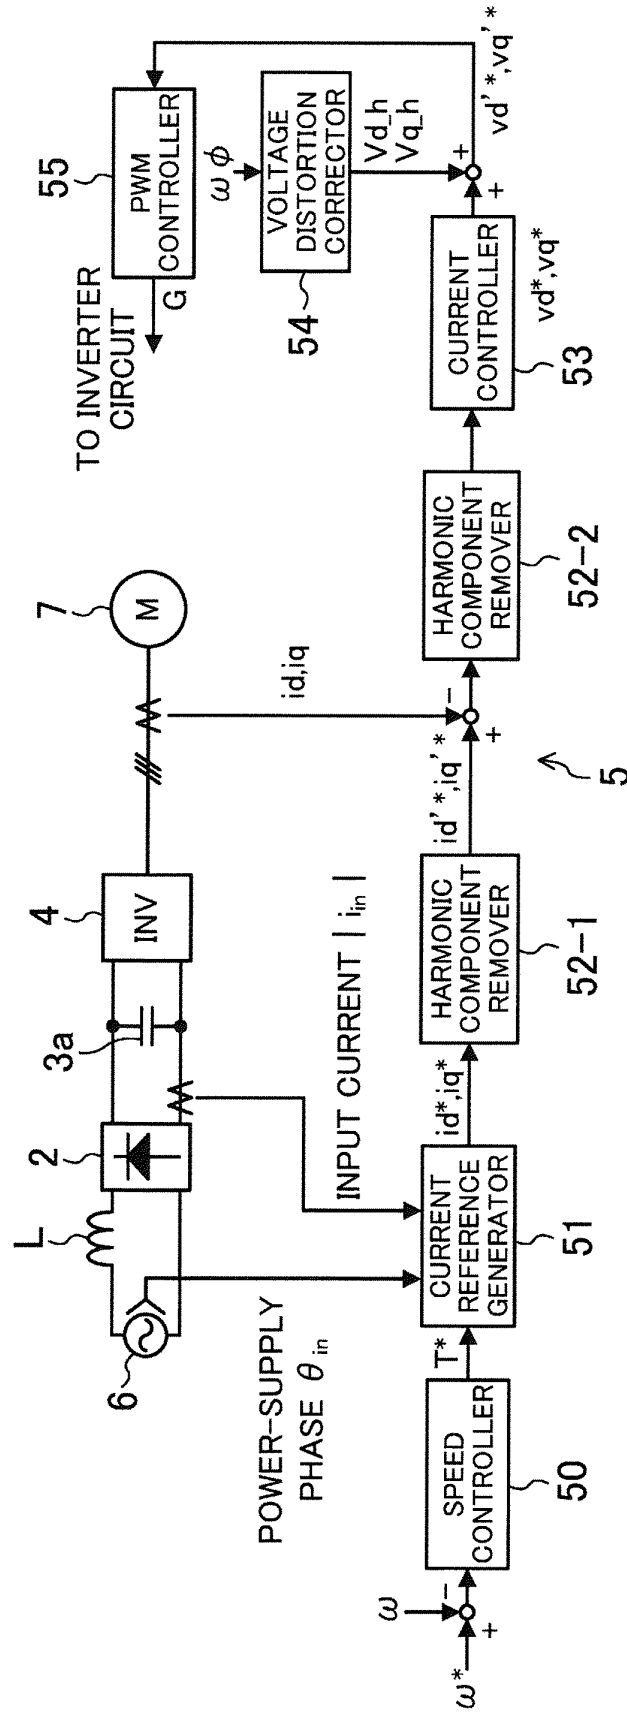 6
L
2
3a
4
INV
7
M
TO INVERTER
CIRCUIT
G
55
PWM
CONTROLLER
POWER-SUPPLY
PHASE θin
INPUT CURRENT | iin |
id,iq
54
ω ϕ
VOLTAGE
DISTORTION
CORRECTOR
Vd_h
Vq_h
ω*
+
ω
-
SPEED
CONTROLLER
50
T*
CURRENT
REFERENCE
GENERATOR
51
id*,iq*
HARMONIC
COMPONENT
REMOVER
52-1
id'*,iq'*
+
-
5
HARMONIC
COMPONENT
REMOVER
52-2
CURRENT
CONTROLLER
53
vd*,vq*
+
+
vd'*,vq'*